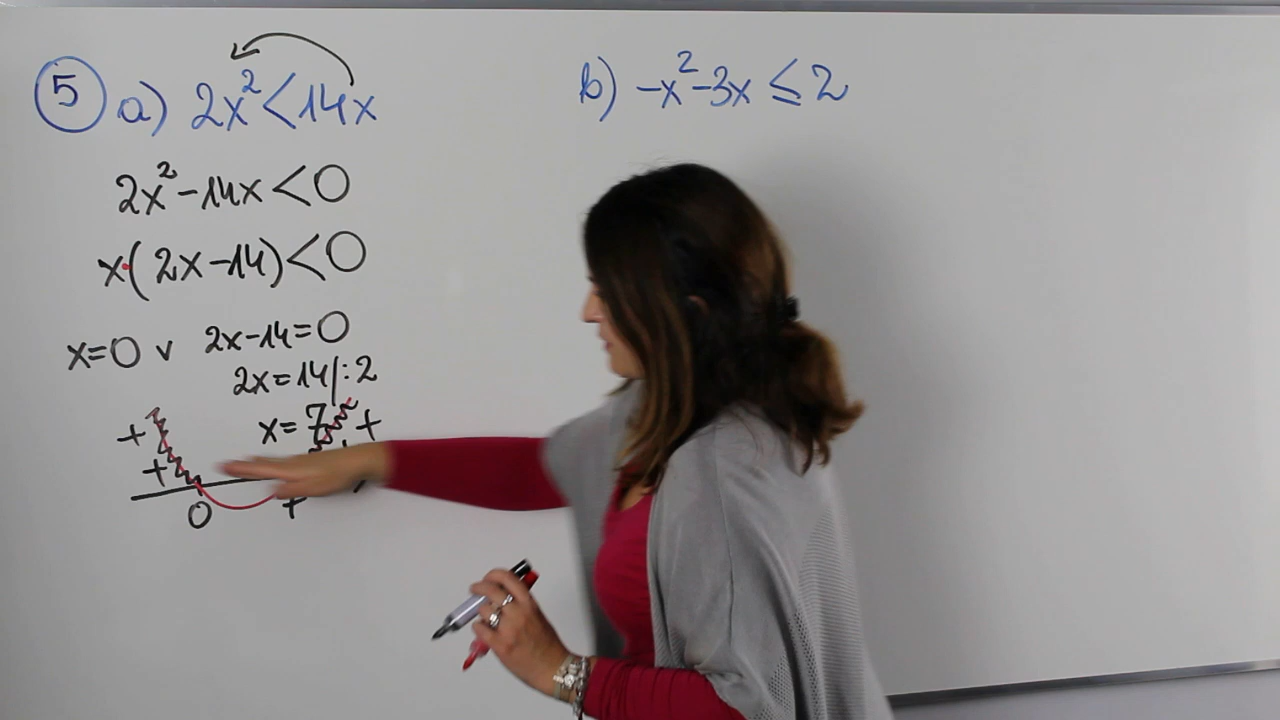 5 a) 2x² < 14x
2x² - 14x < 0
x·(2x - 14) < 0
x = 0 v 2x - 14 = 0
2x = 14 /:2
x = 7
+ +
+
0
b) -x² - 3x ≤ 2